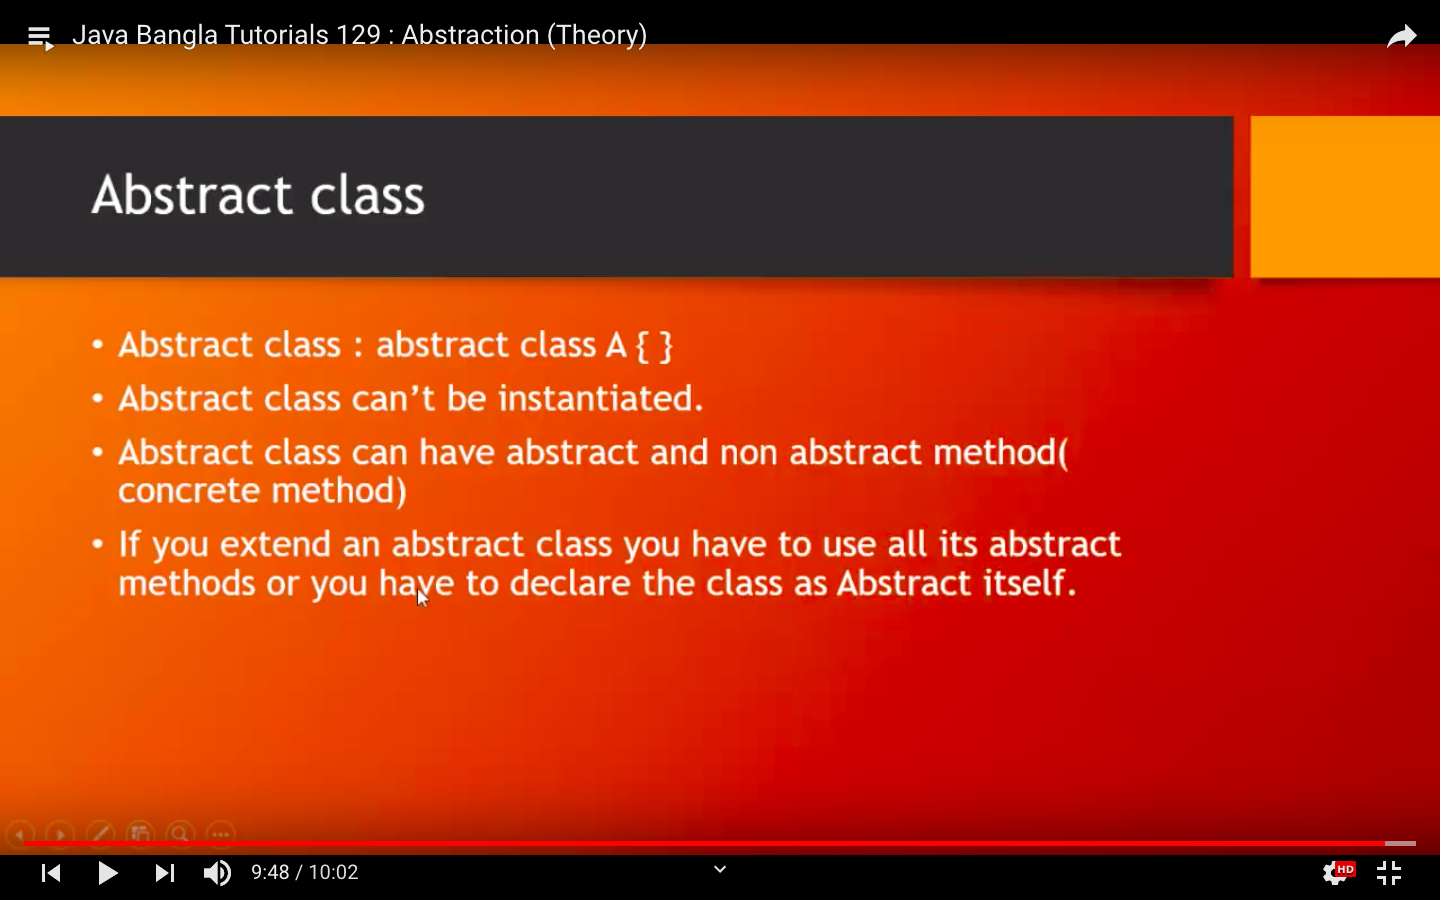 Java Bangla Tutorials 129 : Abstraction (Theory)
Abstract class
• Abstract class : abstract class A { }
• Abstract class can’t be instantiated.
• Abstract class can have abstract and non abstract method(
concrete method)
• If you extend an abstract class you have to use all its abstract
methods or you have to declare the class as Abstract itself.
9:48 / 10:02
HD